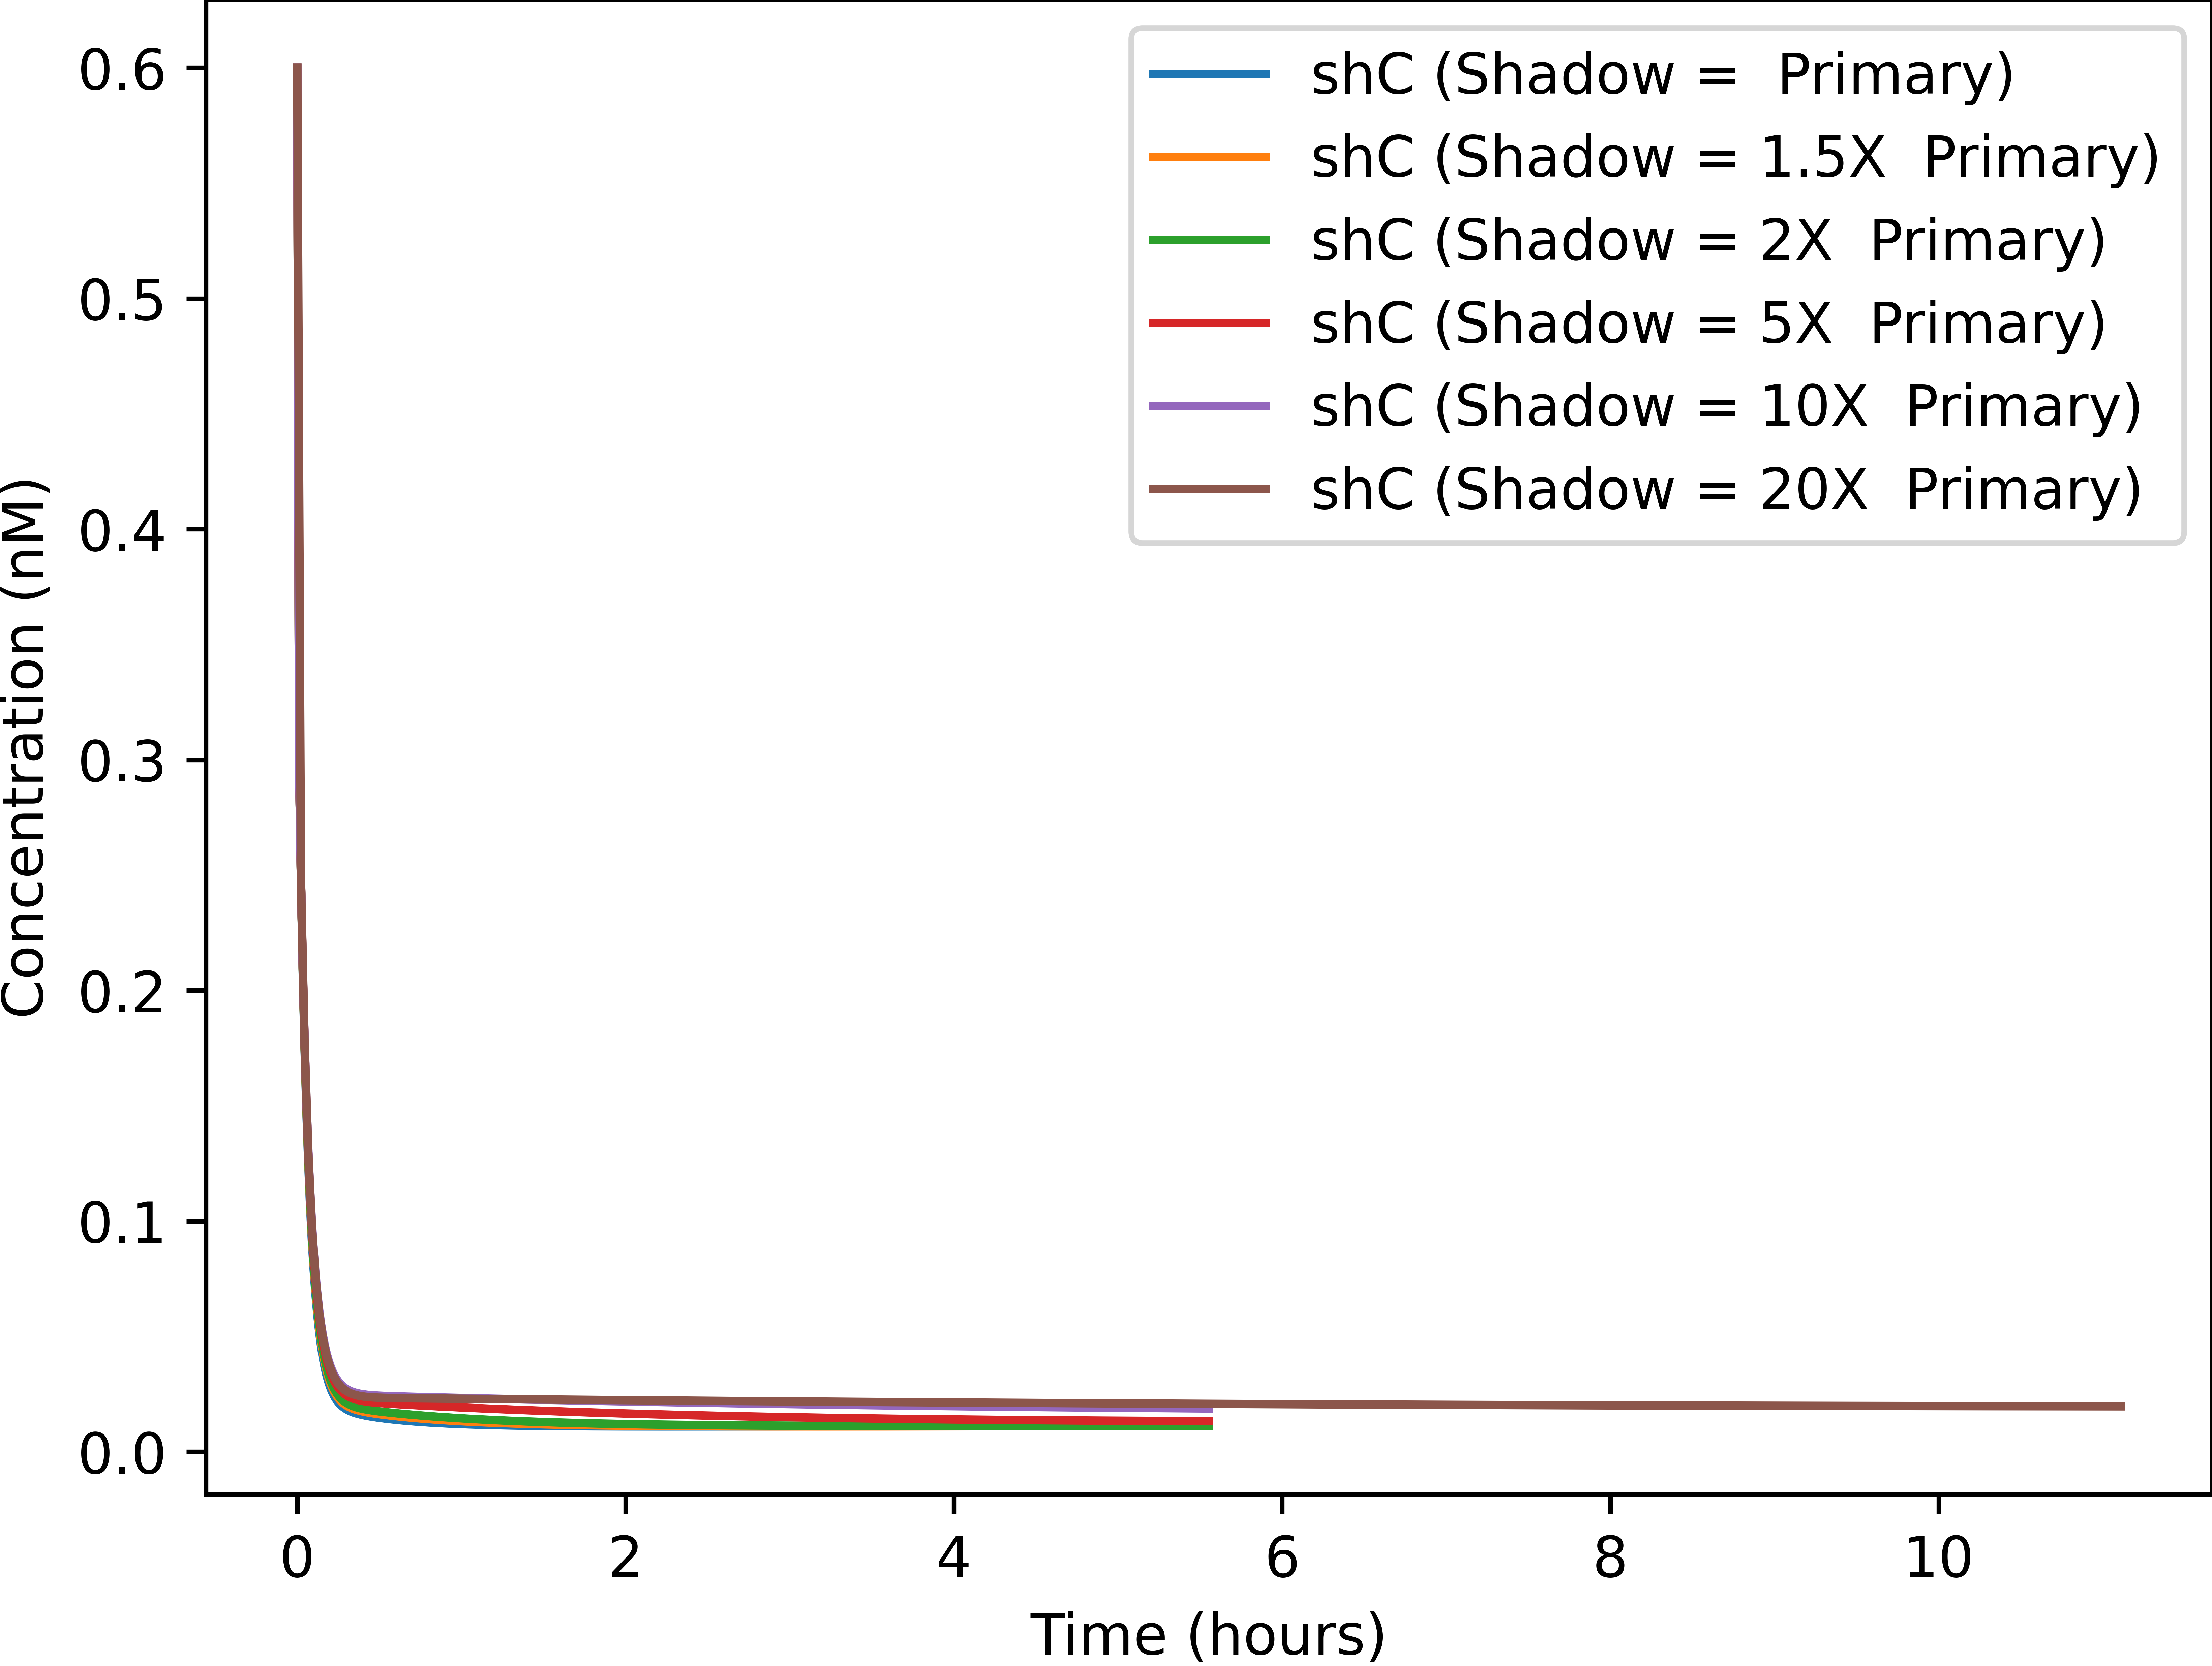 Concentration (nM)
0.6
0.5
0.4
0.3
0.2
0.1
0.0
shC (Shadow =  Primary)
shC (Shadow = 1.5X  Primary)
shC (Shadow = 2X  Primary)
shC (Shadow = 5X  Primary)
shC (Shadow = 10X  Primary)
shC (Shadow = 20X  Primary)
0 2 4 6 8 10
Time (hours)